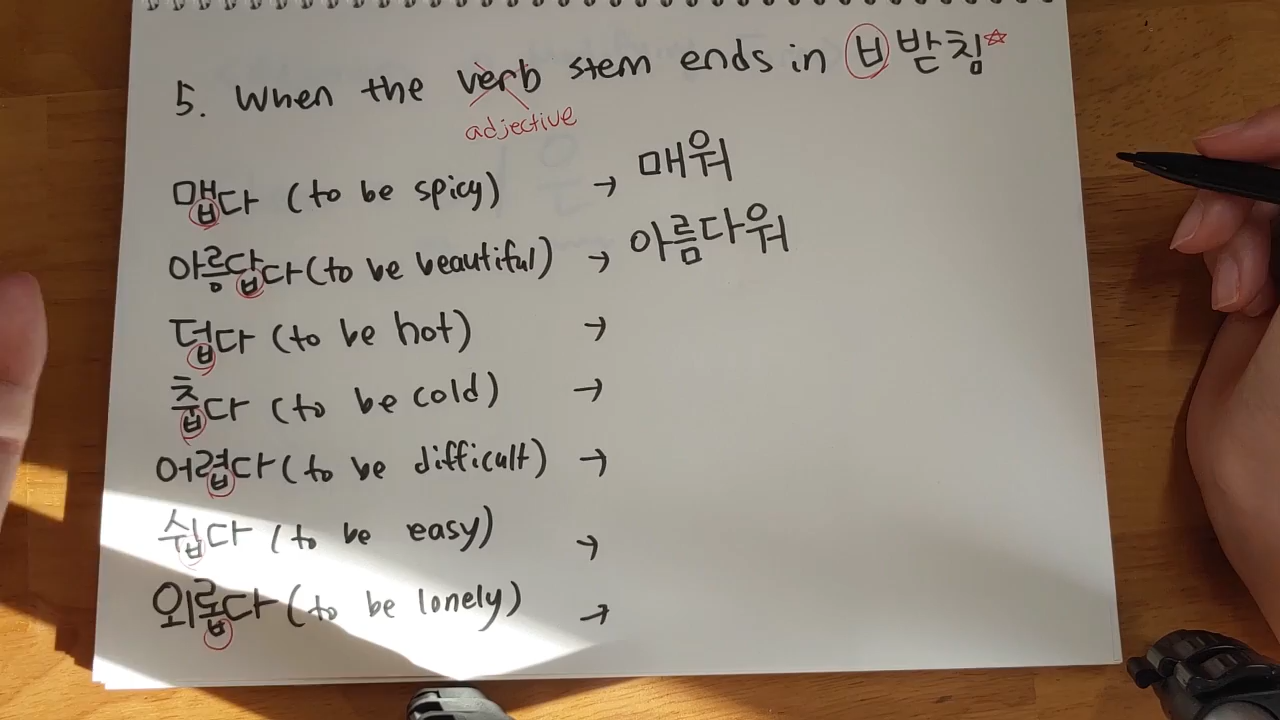 5. When the verb stem ends in ㅂ 받침☆
adjective
맵다 (to be spicy) → 매워
아릉답다 (to be beautiful) → 아름다워
덥다 (to be hot) →
춥다 (to be cold) →
어렵다 (to be difficult) →
쉽다 (to be easy) →
외롭다 (to be lonely) →